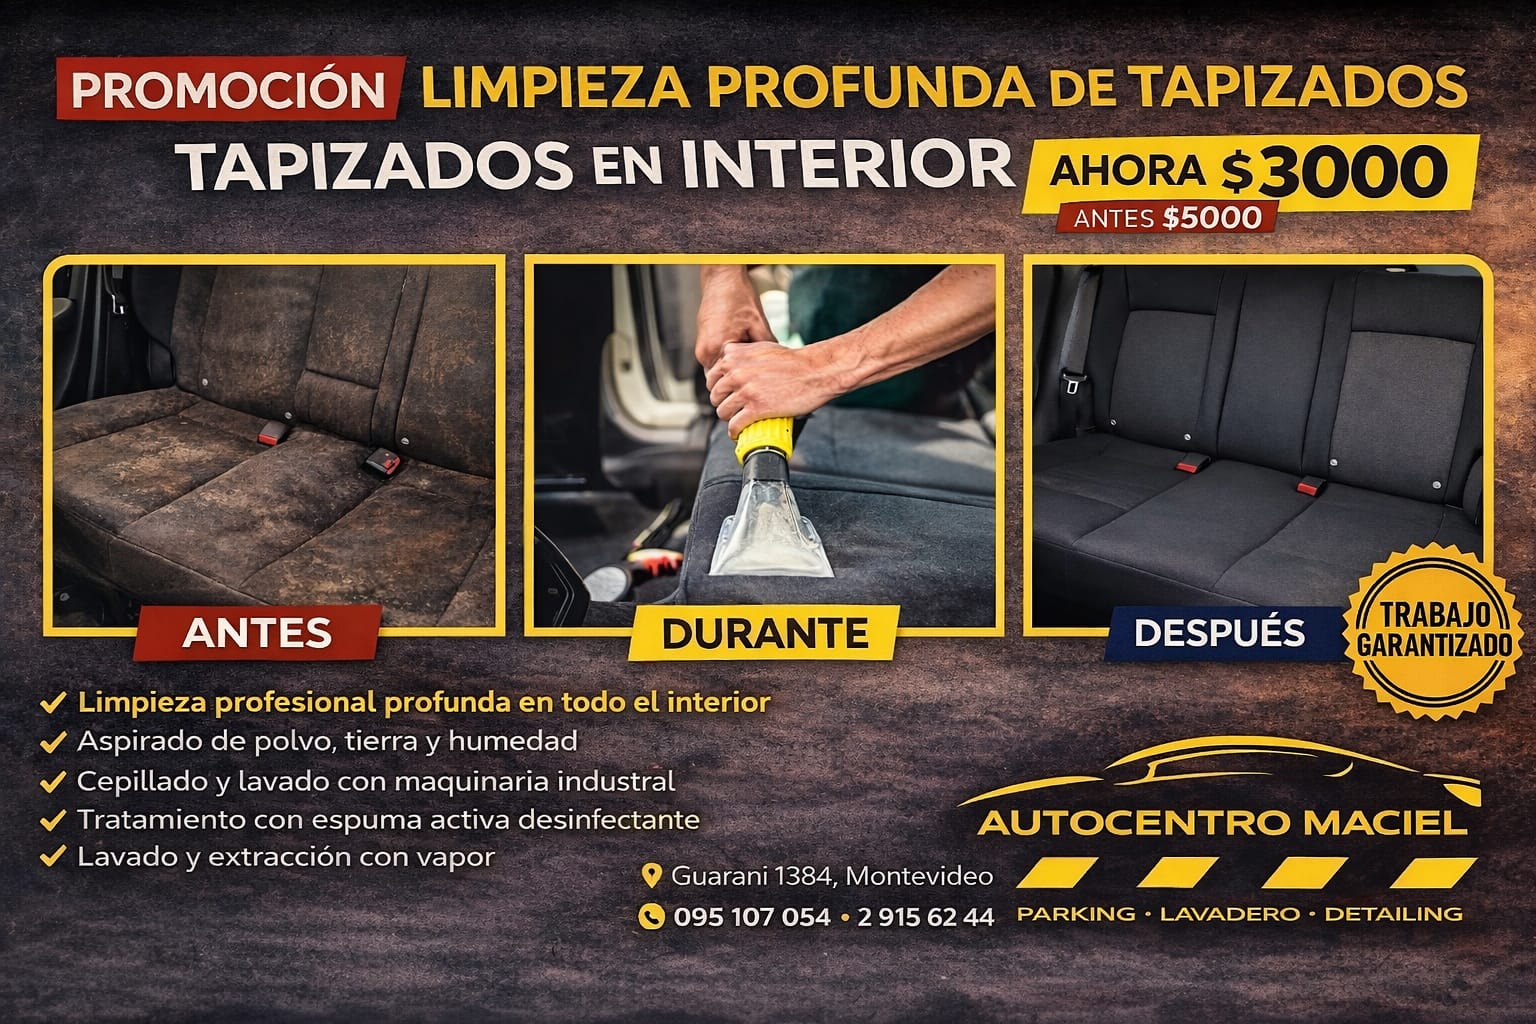 PROMOCIÓN LIMPIEZA PROFUNDA DE TAPIZADOS
TAPIZADOS EN INTERIOR AHORA $3000
ANTES $5000
ANTES
DURANTE
DESPUÉS
TRABAJO
GARANTIZADO
Limpieza profesional profunda en todo el interior
Aspirado de polvo, tierra y humedad
Cepillado y lavado con maquinaria industral
Tratamiento con espuma activa desinfectante
Lavado y extracción con vapor
Guarani 1384, Montevideo
095 107 054 • 2 915 62 44
AUTOCENTRO MACIEL
PARKING · LAVADERO · DETAILING